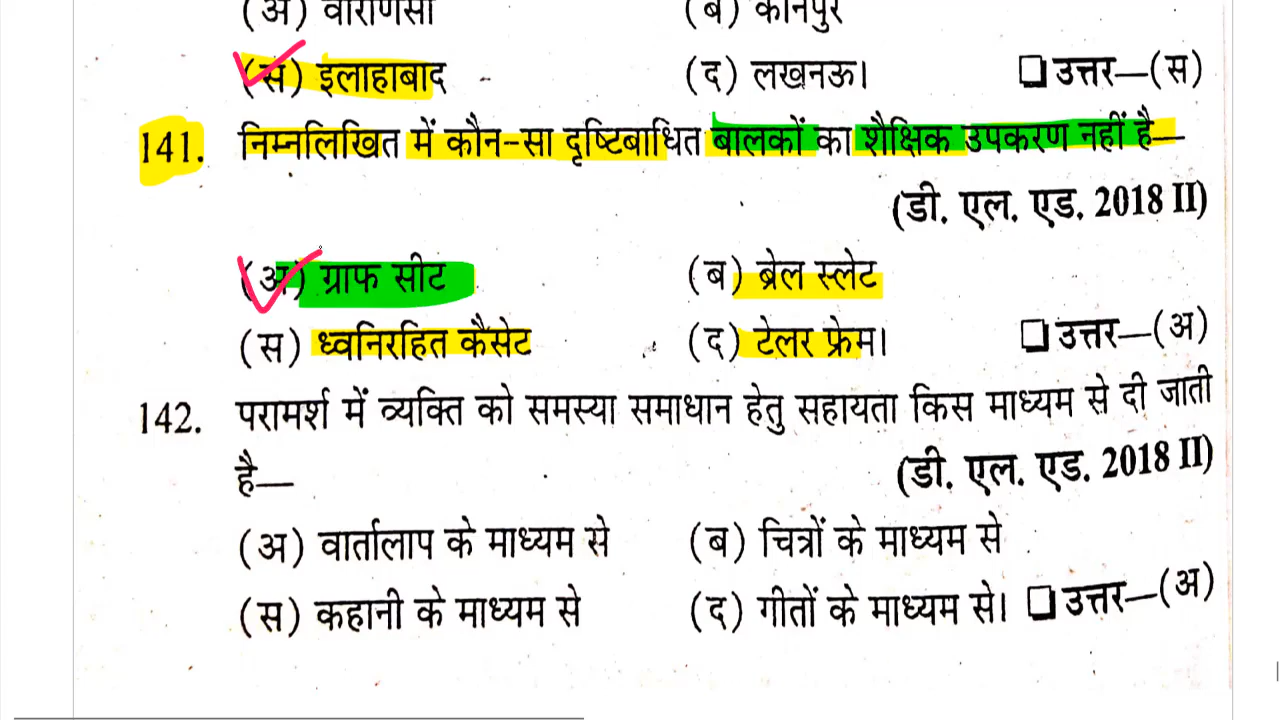 (अ) वाराणसी (ब) कानपुर
(स) इलाहाबाद (द) लखनऊ। उत्तर—(स)
141. निम्नलिखित में कौन-सा दृष्टिबाधित बालकों का शैक्षिक उपकरण नहीं है—
(डी. एल. एड. 2018 II)
(अ) ग्राफ सीट (ब) ब्रेल स्लेट
(स) ध्वनिरहित कैसेट (द) टेलर फ्रेम। उत्तर—(अ)
142. परामर्श में व्यक्ति को समस्या समाधान हेतु सहायता किस माध्यम से दी जाती
है— (डी. एल. एड. 2018 II)
(अ) वार्तालाप के माध्यम से (ब) चित्रों के माध्यम से
(स) कहानी के माध्यम से (द) गीतों के माध्यम से। उत्तर—(अ)